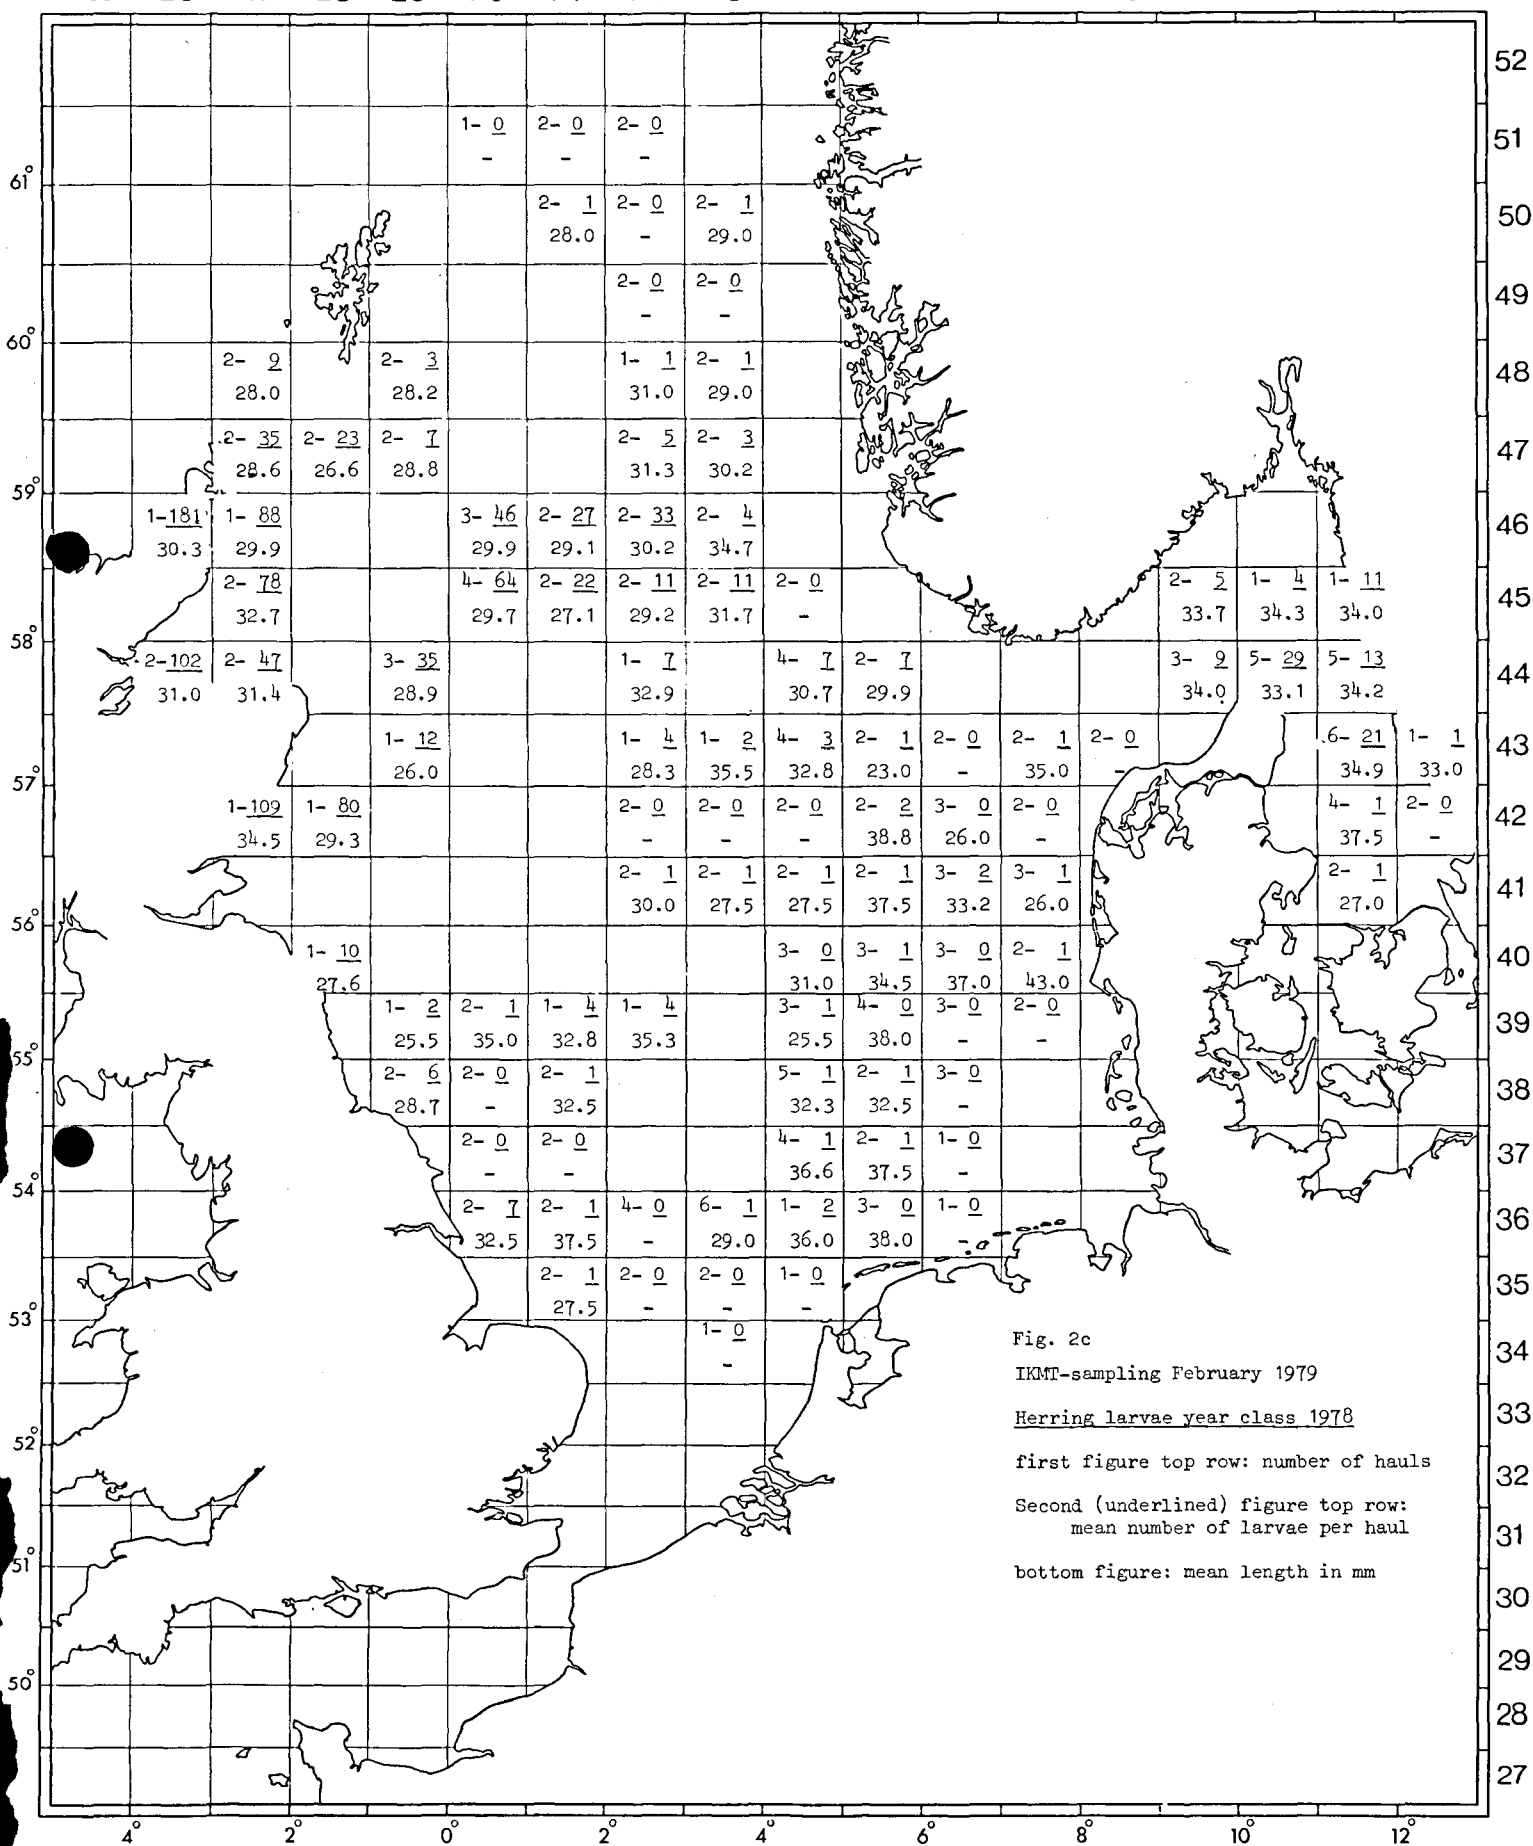 52
1- 0 2- 0 2- 0
51
- - -
61°
2- 1 2- 0 2- 1
50
28.0 - 29.0
2- 0 2- 0
49
- -
60°
2- 9 2- 3 1- 1 2- 1
48
28.0 28.2 31.0 29.0
2- 35 2- 23 2- 7 2- 5 2- 3
47
28.6 26.6 28.8 31.3 30.2
59°
1-181 1- 88 3- 46 2- 27 2- 33 2- 4
46
30.3 29.9 29.9 29.1 30.2 34.7
2- 78 4- 64 2- 22 2- 11 2- 11 2- 0 2- 5 1- 4 1- 11
45
32.7 29.7 27.1 29.2 31.7 - 33.7 34.3 34.0
58°
2-102 2- 47 3- 35 1- 7 4- 7 2- 7 3- 9 5- 29 5- 13
44
31.0 31.4 28.9 32.9 30.7 29.9 34.0 33.1 34.2
1- 12 1- 4 1- 2 4- 3 2- 1 2- 0 2- 1 2- 0 6- 21 1- 1
43
26.0 28.3 35.5 32.8 23.0 - 35.0 - 34.9 33.0
57°
1-109 1- 80 2- 0 2- 0 2- 0 2- 2 3- 0 2- 0 4- 1 2- 0
42
34.5 29.3 - - - 38.8 26.0 - 37.5 -
2- 1 2- 1 2- 1 2- 1 3- 2 3- 1 2- 1
41
30.0 27.5 27.5 37.5 33.2 26.0 27.0
56°
1- 10 3- 0 3- 1 3- 0 2- 1
40
27.6 31.0 34.5 37.0 43.0
1- 2 2- 1 1- 4 1- 4 3- 1 4- 0 3- 0 2- 0
39
25.5 35.0 32.8 35.3 25.5 38.0 - -
55°
2- 6 2- 0 2- 1 5- 1 2- 1 3- 0
38
28.7 - 32.5 32.3 32.5 -
2- 0 2- 0 4- 1 2- 1 1- 0
37
- - 36.6 37.5 -
54°
2- 7 2- 1 4- 0 6- 1 1- 2 3- 0 1- 0
36
32.5 37.5 - 29.0 36.0 38.0 -
2- 1 2- 0 2- 0 1- 0
35
27.5 - - -
53°
1- 0
-
34
Fig. 2c
IKMT-sampling February 1979
33
Herring larvae year class 1978
52°
first figure top row: number of hauls
32
Second (underlined) figure top row:
mean number of larvae per haul
31
51°
bottom figure: mean length in mm
30
29
50°
28
27
4° 2° 0° 2° 4° 6° 8° 10° 12°